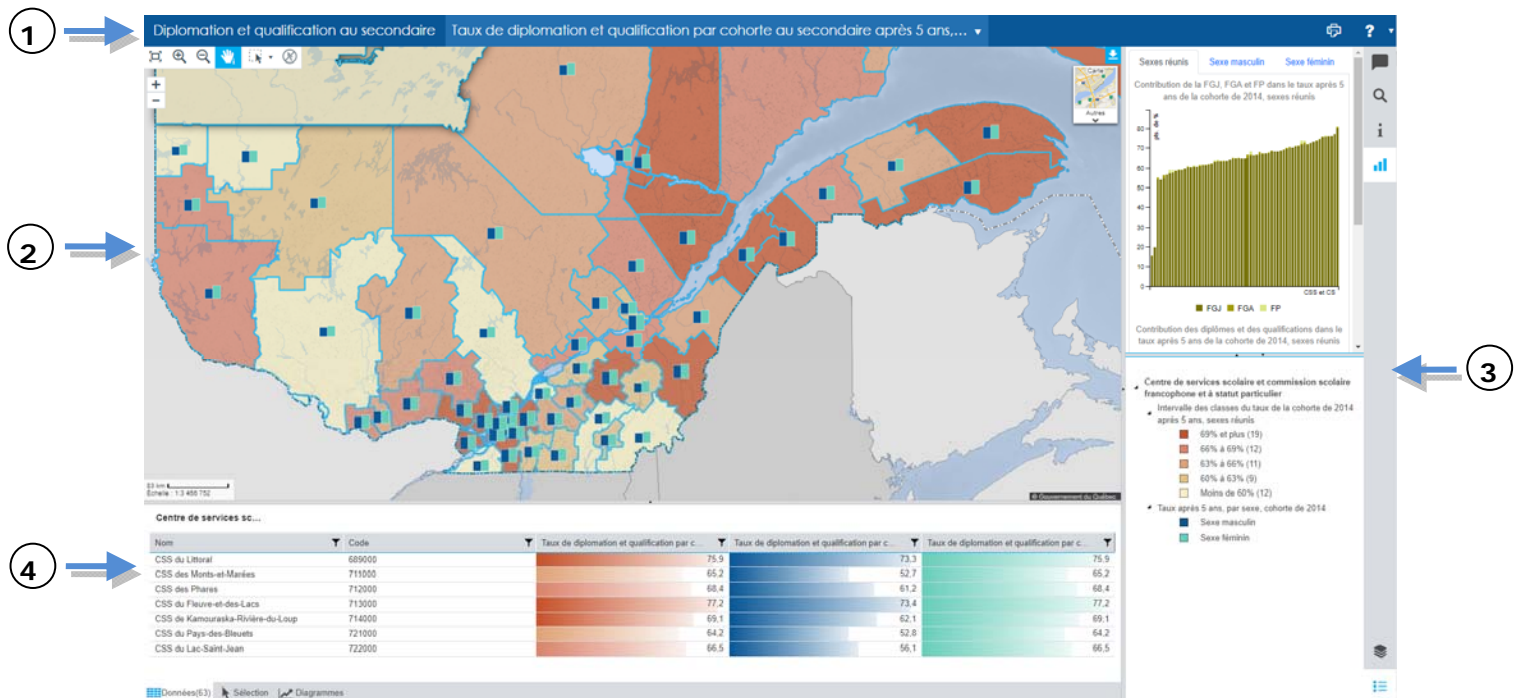 1
Diplomation et qualification au secondaire Taux de diplomation et qualification par cohorte au secondaire après 5 ans,...
?
+
−
Carte
Autres
2
53 km
Échelle : 1:3 466 752
© Gouvernement du Québec
Sexes réunis Sexe masculin Sexe féminin
Contribution de la FGJ, FGA et FP dans le taux après 5
ans de la cohorte de 2014, sexes réunis
80
70
60
50
40
30
20
10
0
CSS et CS
FGJ FGA FP
Contribution des diplômes et des qualifications dans le
taux après 5 ans de la cohorte de 2014, sexes réunis
3
Centre de services scolaire et commission scolaire
francophone et à statut particulier
Intervalle des classes du taux de la cohorte de 2014
après 5 ans, sexes réunis
69% et plus (19)
66% à 69% (12)
63% à 66% (11)
60% à 63% (9)
Moins de 60% (12)
Taux après 5 ans, par sexe, cohorte de 2014
Sexe masculin
Sexe féminin
4
Centre de services sc...
Nom Code Taux de diplomation et qualification par c... Taux de diplomation et qualification par c... Taux de diplomation et qualification par c...
CSS du Littoral 689000 75,9 73,3 75,9
CSS des Monts-et-Marées 711000 65,2 52,7 65,2
CSS des Phares 712000 68,4 61,2 68,4
CSS du Fleuve-et-des-Lacs 713000 77,2 73,4 77,2
CSS de Kamouraska-Rivière-du-Loup 714000 69,1 62,1 69,1
CSS du Pays-des-Bleuets 721000 64,2 52,8 64,2
CSS du Lac-Saint-Jean 722000 66,5 56,1 66,5
Données(63) Sélection Diagrammes